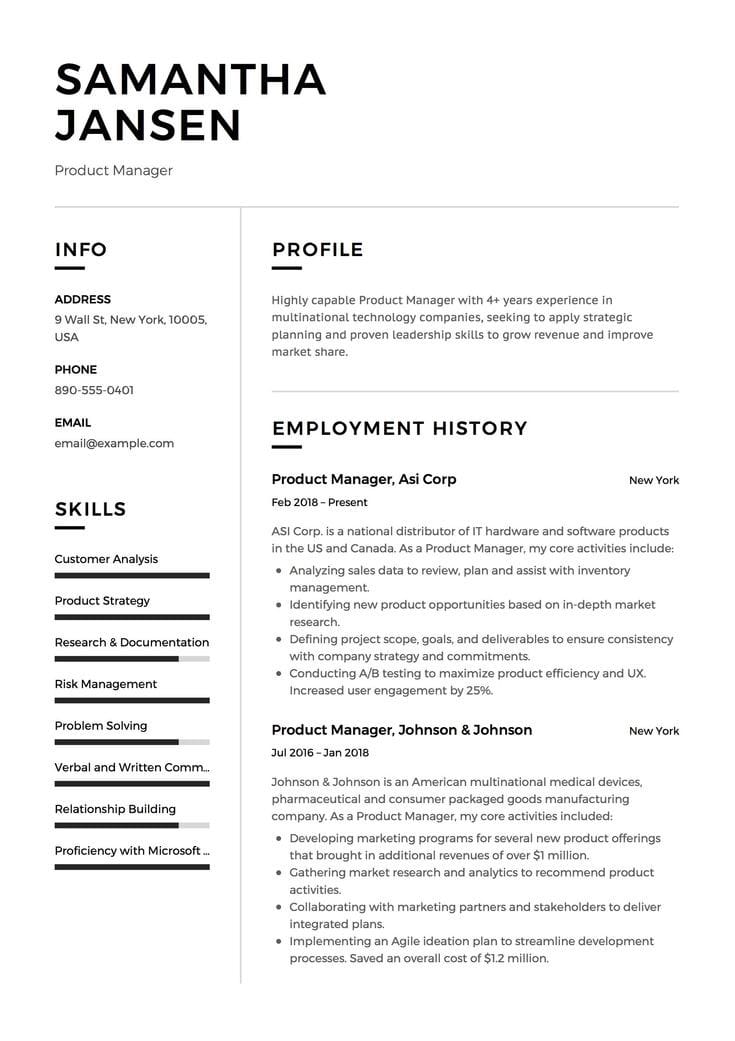 SAMANTHA
JANSEN
Product Manager
INFO
ADDRESS
9 Wall St, New York, 10005,
USA
PHONE
890-555-0401
EMAIL
email@example.com
SKILLS
Customer Analysis
Product Strategy
Research & Documentation
Risk Management
Problem Solving
Verbal and Written Comm...
Relationship Building
Proficiency with Microsoft ...
PROFILE
Highly capable Product Manager with 4+ years experience in
multinational technology companies, seeking to apply strategic
planning and proven leadership skills to grow revenue and improve
market share.
EMPLOYMENT HISTORY
Product Manager, Asi Corp New York
Feb 2018 – Present
ASI Corp. is a national distributor of IT hardware and software products
in the US and Canada. As a Product Manager, my core activities include:
• Analyzing sales data to review, plan and assist with inventory
management.
• Identifying new product opportunities based on in-depth market
research.
• Defining project scope, goals, and deliverables to ensure consistency
with company strategy and commitments.
• Conducting A/B testing to maximize product efficiency and UX.
Increased user engagement by 25%.
Product Manager, Johnson & Johnson New York
Jul 2016 – Jan 2018
Johnson & Johnson is an American multinational medical devices,
pharmaceutical and consumer packaged goods manufacturing
company. As a Product Manager, my core activities included:
• Developing marketing programs for several new product offerings
that brought in additional revenues of over $1 million.
• Gathering market research and analytics to recommend product
activities.
• Collaborating with marketing partners and stakeholders to deliver
integrated plans.
• Implementing an Agile ideation plan to streamline development
processes. Saved an overall cost of $1.2 million.